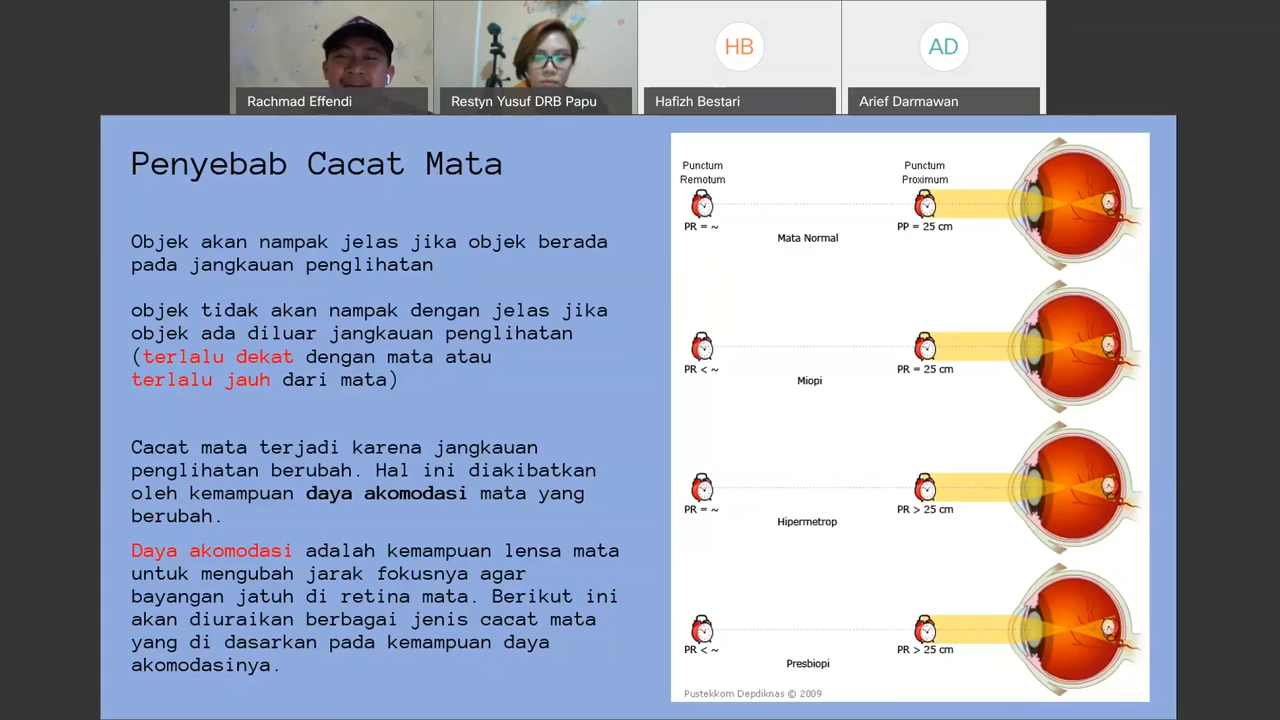 HB
AD
Rachmad Effendi
Restyn Yusuf DRB Papu
Hafizh Bestari
Arief Darmawan
Penyebab Cacat Mata
Objek akan nampak jelas jika objek berada
pada jangkauan penglihatan
objek tidak akan nampak dengan jelas jika
objek ada diluar jangkauan penglihatan
(terlalu dekat dengan mata atau
terlalu jauh dari mata)
Cacat mata terjadi karena jangkauan
penglihatan berubah. Hal ini diakibatkan
oleh kemampuan daya akomodasi mata yang
berubah.
Daya akomodasi adalah kemampuan lensa mata
untuk mengubah jarak fokusnya agar
bayangan jatuh di retina mata. Berikut ini
akan diuraikan berbagai jenis cacat mata
yang di dasarkan pada kemampuan daya
akomodasinya.
Punctum
Remotum
Punctum
Proximum
PR = ~
PP = 25 cm
Mata Normal
PR < ~
PR = 25 cm
Miopi
PR = ~
PR > 25 cm
Hipermetrop
PR < ~
PR > 25 cm
Presbiopi
Pustekkom Depdiknas © 2009